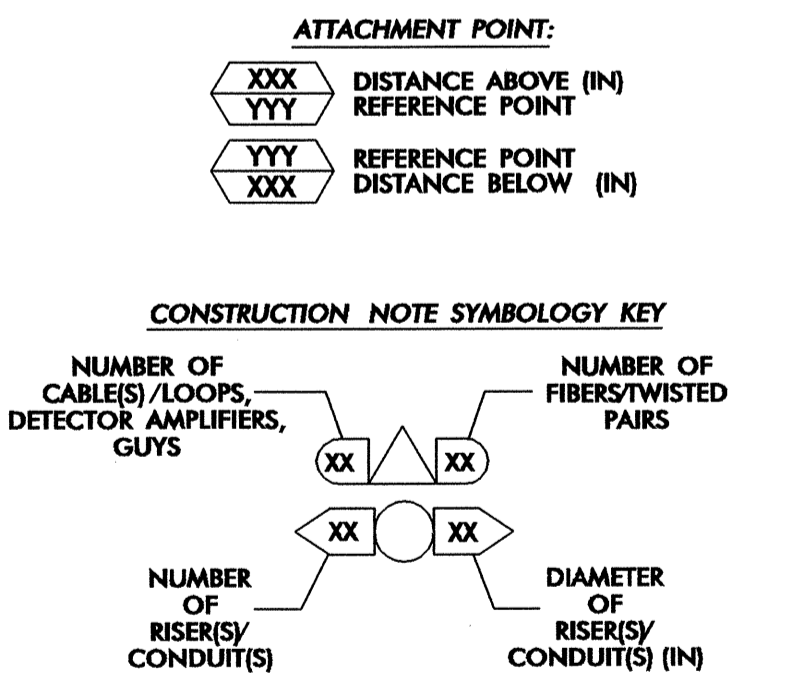 ATTACHMENT POINT:
XXX
YYY
DISTANCE ABOVE (IN)
REFERENCE POINT
YYY
XXX
REFERENCE POINT
DISTANCE BELOW (IN)
CONSTRUCTION NOTE SYMBOLOGY KEY
NUMBER OF
CABLE(S)/LOOPS,
DETECTOR AMPLIFIERS,
GUYS
NUMBER OF
FIBERS/TWISTED
PAIRS
XX
XX
XX
XX
NUMBER
OF
RISER(S)/
CONDUIT(S)
DIAMETER
OF
RISER(S)/
CONDUIT(S) (IN)